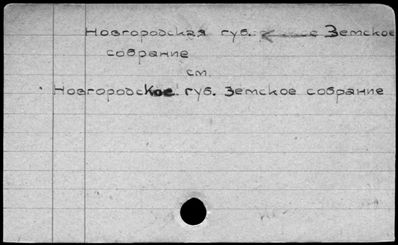 Новгородская губ. Земское
собрание
см.
Новгородское губ. Земское собрание